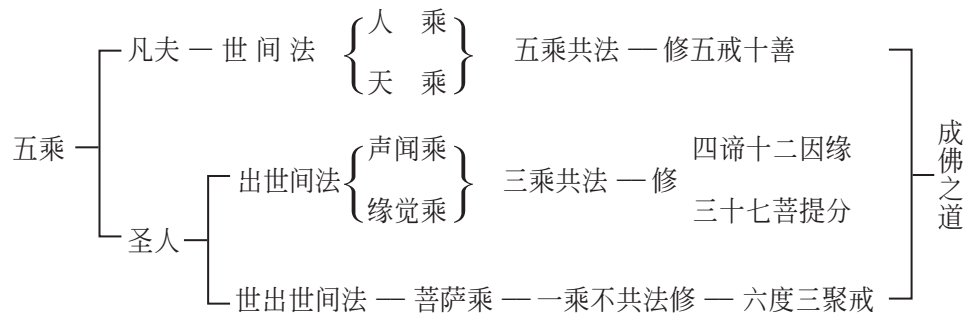 人　乘
凡夫 — 世 间 法　五乘共法 — 修五戒十善
天　乘
五乘
声闻乘　四谛十二因缘
出世间法　三乘共法 — 修
缘觉乘　三十七菩提分
圣人
世出世间法 — 菩萨乘 — 一乘不共法修 — 六度三聚戒
成佛之道